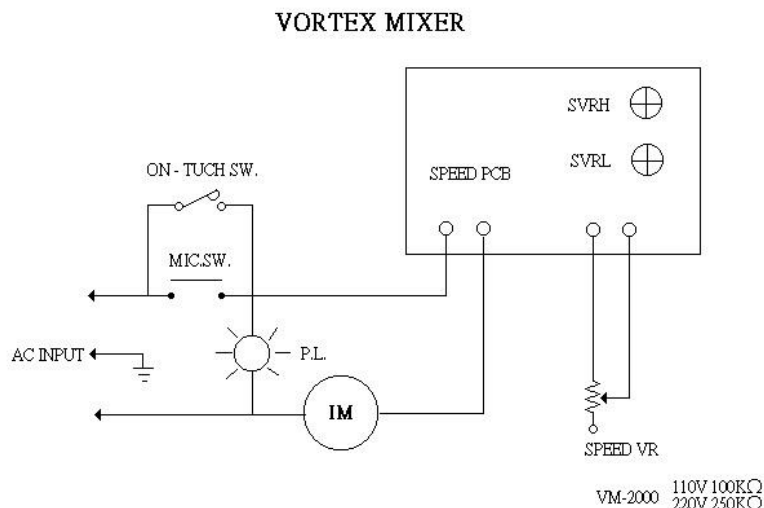 VORTEX MIXER
SVRH
SVRL
SPEED PCB
ON - TUCH SW.
MIC.SW.
AC INPUT
P.L.
IM
SPEED VR
VM-2000 110V 100KΩ
220V 250KΩ